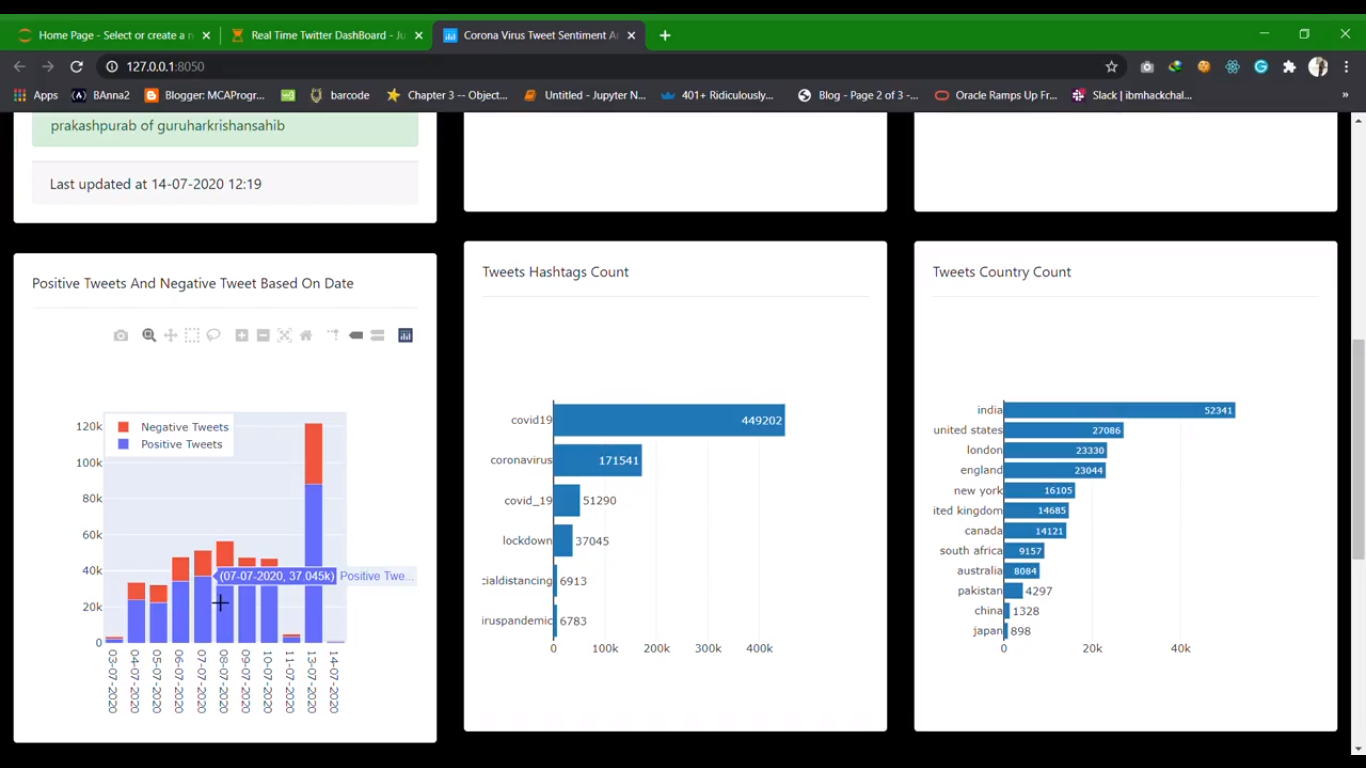 Home Page - Select or create a n
Real Time Twitter DashBoard - Ju
Corona Virus Tweet Sentiment A
127.0.0.1:8050
Apps
BAnna2
Blogger: MCAProgr...
barcode
Chapter 3 -- Object...
Untitled - Jupyter N...
401+ Ridiculously...
Blog - Page 2 of 3 -...
Oracle Ramps Up Fr...
Slack | ibmhackchal...
»
prakashpurab of guruharkrishansahib
Last updated at 14-07-2020 12:19
Positive Tweets And Negative Tweet Based On Date
Negative Tweets
Positive Tweets
120k
100k
80k
60k
40k
20k
0
(07-07-2020, 37.045k) Positive Twe...
03-07-2020
04-07-2020
05-07-2020
06-07-2020
07-07-2020
08-07-2020
09-07-2020
10-07-2020
11-07-2020
13-07-2020
14-07-2020
Tweets Hashtags Count
covid19 449202
coronavirus 171541
covid_19 51290
lockdown 37045
cialdistancing 6913
iruspandemic 6783
0 100k 200k 300k 400k
Tweets Country Count
india 52341
united states 27086
london 23330
england 23044
new york 16105
ited kingdom 14685
canada 14121
south africa 9157
australia 8084
pakistan 4297
china 1328
japan 898
0 20k 40k